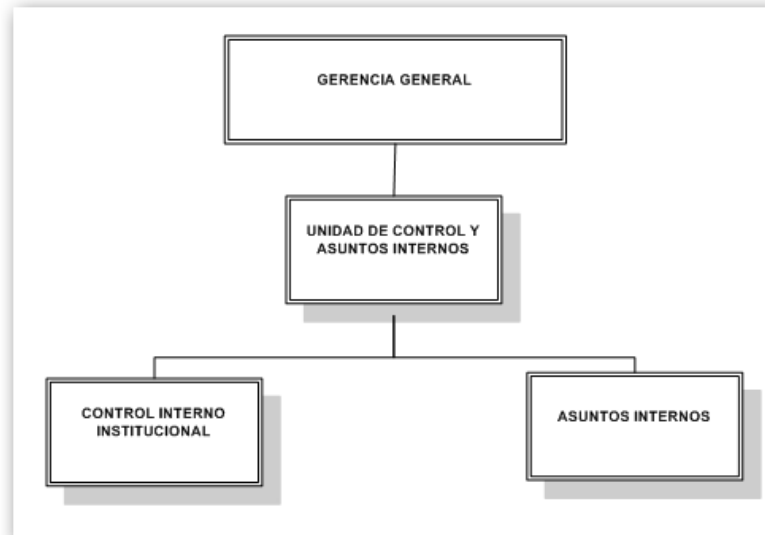 GERENCIA GENERAL
UNIDAD DE CONTROL Y
ASUNTOS INTERNOS
CONTROL INTERNO
INSTITUCIONAL
ASUNTOS INTERNOS